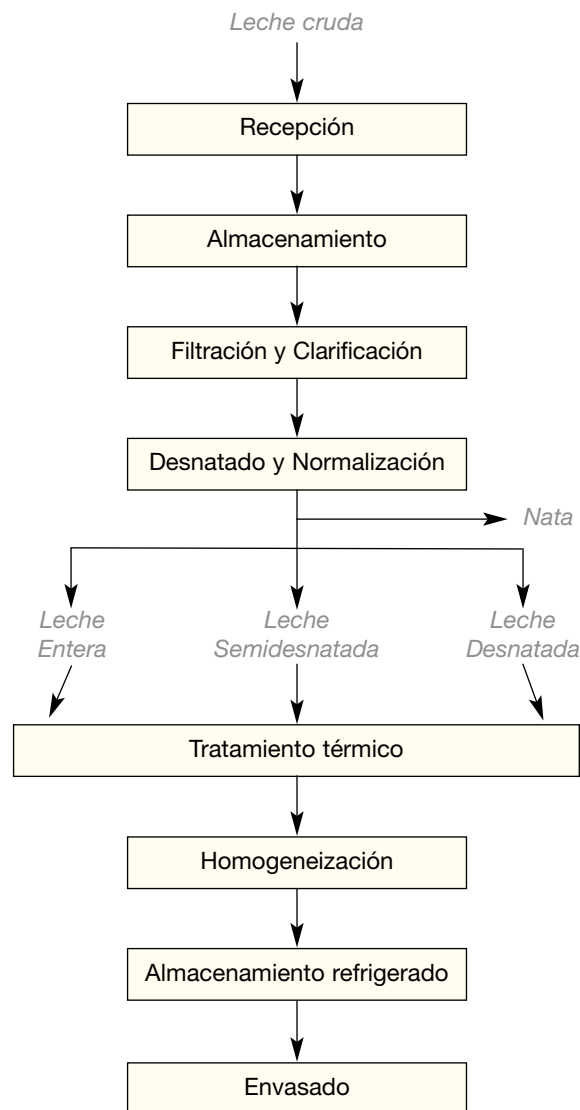 Leche cruda
Recepción
Almacenamiento
Filtración y Clarificación
Desnatado y Normalización
Nata
Leche
Entera
Leche
Semidesnatada
Leche
Desnatada
Tratamiento térmico
Homogeneización
Almacenamiento refrigerado
Envasado